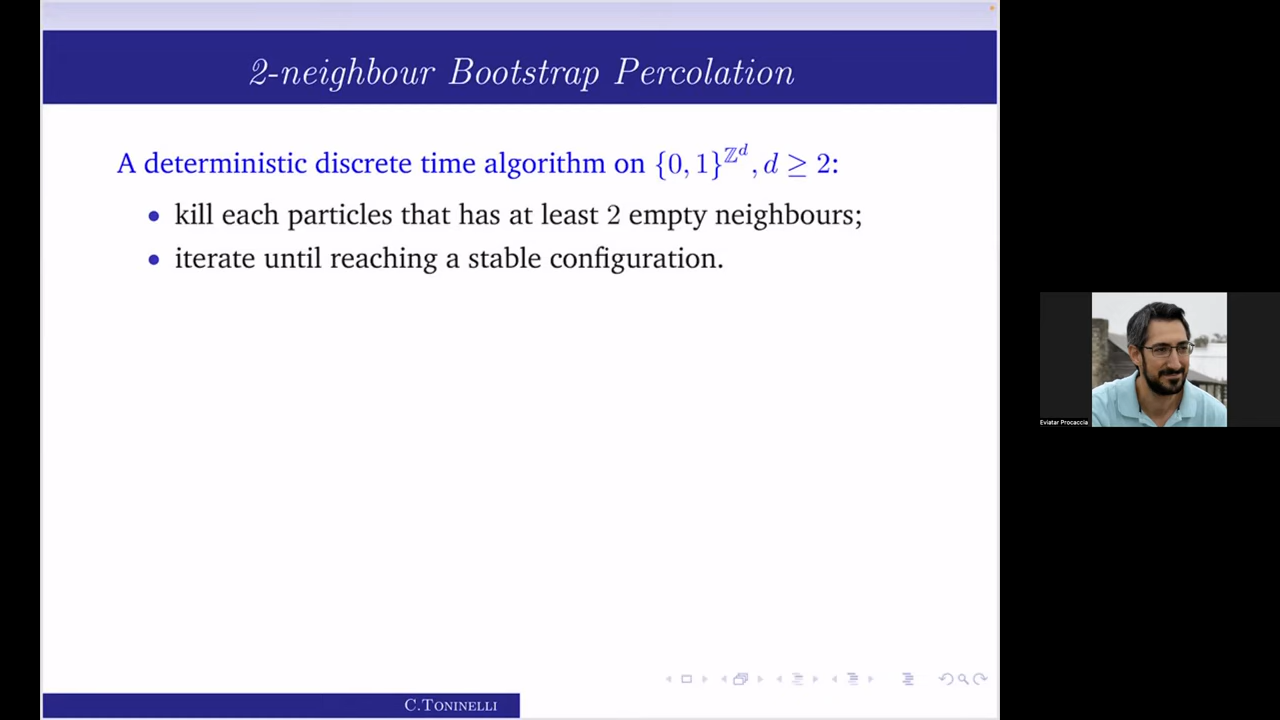 2-neighbour Bootstrap Percolation
A deterministic discrete time algorithm on {0, 1}^{ℤ^d}, d ≥ 2:
• kill each particles that has at least 2 empty neighbours;
• iterate until reaching a stable configuration.
Eviatar Procaccia
C.Toninelli